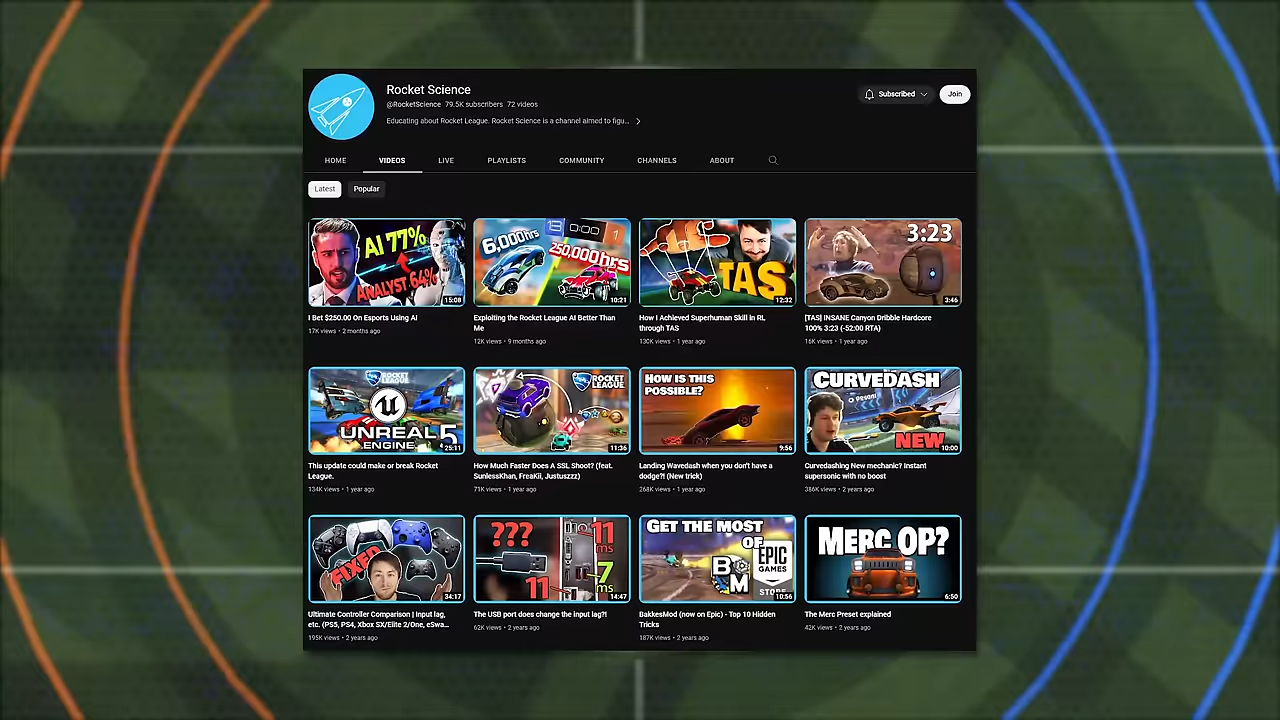 Rocket Science
@RocketScience 79.5K subscribers 72 videos
Educating about Rocket League. Rocket Science is a channel aimed to figu...
Subscribed
Join
HOME VIDEOS LIVE PLAYLISTS COMMUNITY CHANNELS ABOUT
Latest Popular
AI 77%
ANALYST 64%
15:08
6,000hrs
0:00
1
250,000hrs
10:21
TAS
12:32
3:23
3:46
I Bet $250.00 On Esports Using AI
17K views • 2 months ago
Exploiting the Rocket League AI Better Than
Me
12K views • 9 months ago
How I Achieved Superhuman Skill in RL
through TAS
130K views • 1 year ago
[TAS] INSANE Canyon Dribble Hardcore
100% 3:23 (-52:00 RTA)
16K views • 1 year ago
ROCKET
LEAGUE
UNREAL
ENGINE 5
25:11
ROCKET
LEAGUE
11:36
HOW IS THIS
POSSIBLE?
9:56
CURVEDASH
NEW
10:00
This update could make or break Rocket
League.
134K views • 1 year ago
How Much Faster Does A SSL Shoot? (feat.
SunlessKhan, FreaKii, Justuszzz)
71K views • 1 year ago
Landing Wavedash when you don't have a
dodge?! (New trick)
268K views • 1 year ago
Curvedashing New mechanic? Instant
supersonic with no boost
386K views • 2 years ago
FIXED
34:17
???
11
11
ms
7
ms
14:47
GET THE MOST
OF
BM
EPIC
GAMES
STORE
10:56
MERC OP?
6:50
Ultimate Controller Comparison | Input lag,
etc. (PS5, PS4, Xbox SX/Elite 2/One, eSwa...
195K views • 2 years ago
The USB port does change the input lag?!
62K views • 2 years ago
BakkesMod (now on Epic) - Top 10 Hidden
Tricks
187K views • 2 years ago
The Merc Preset explained
42K views • 2 years ago